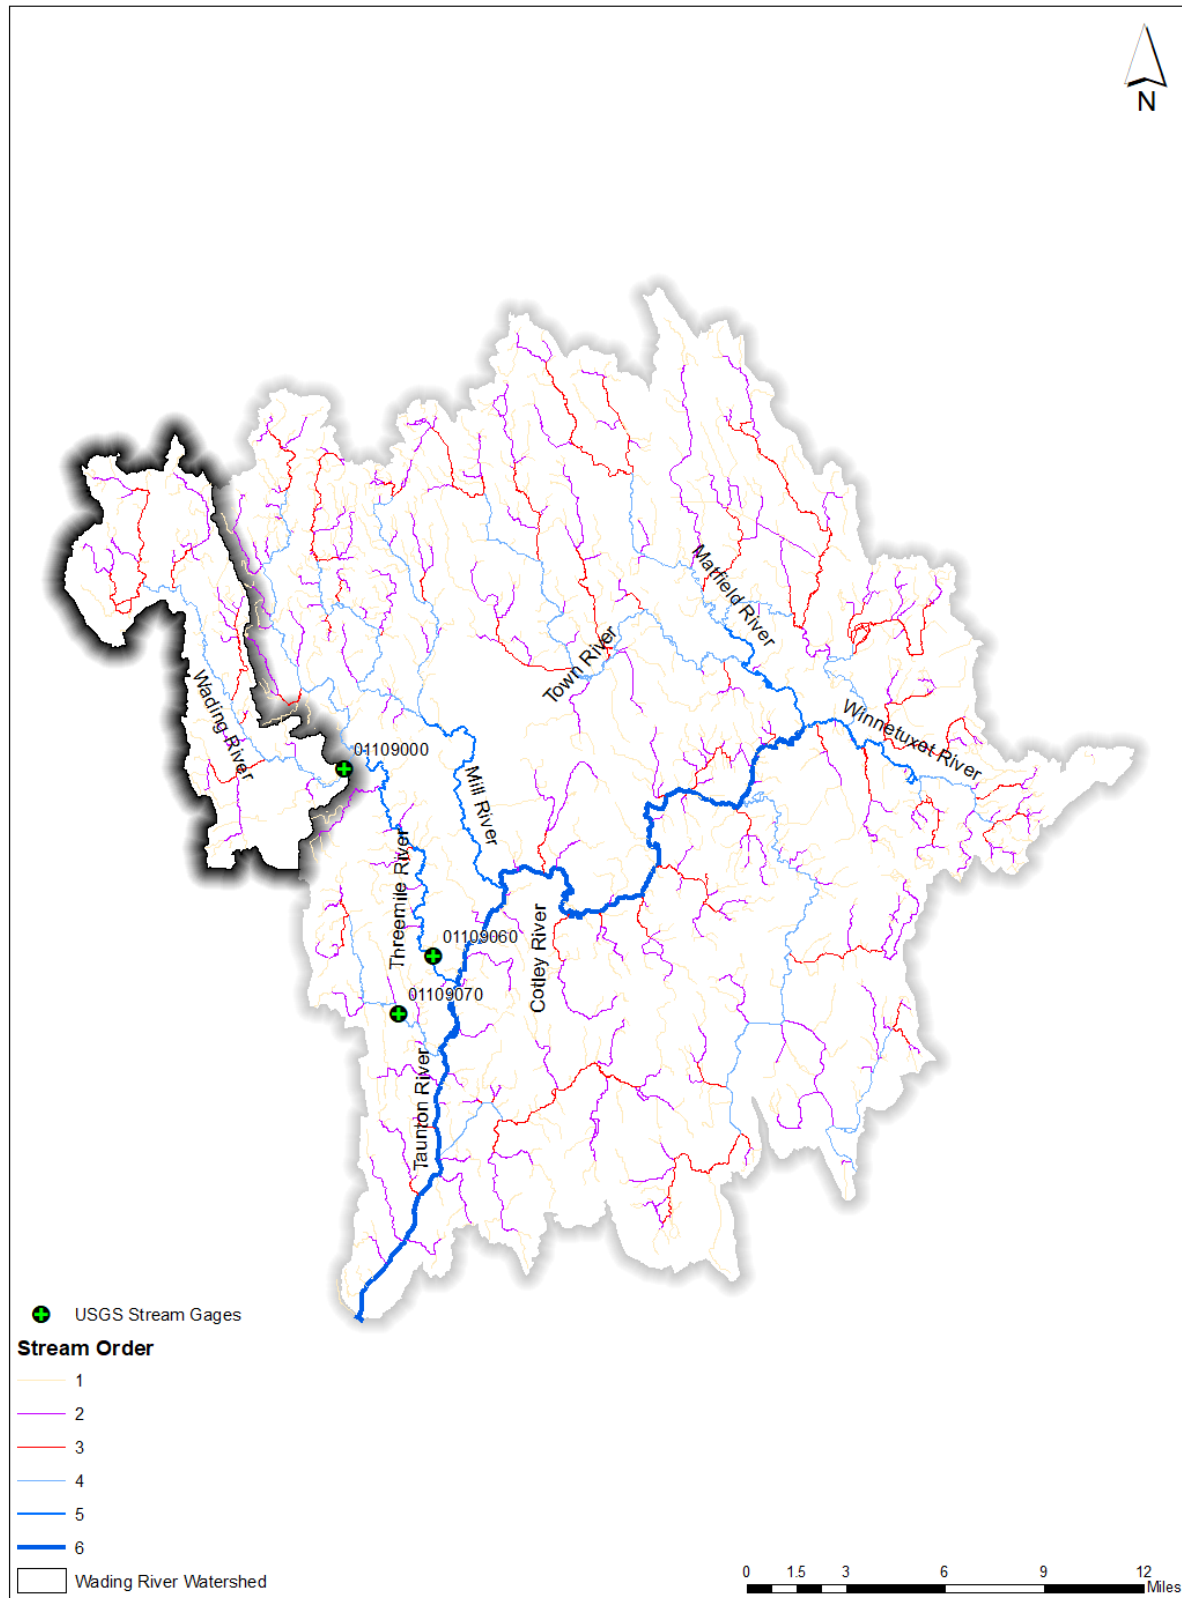 N
Matfield River
Town River
Wading River
Winnetuxet River
01109000
Mill River
Threemile River
01109060
Cotley River
01109070
Taunton River
USGS Stream Gages
Stream Order
1
2
3
4
5
6
Wading River Watershed
0 1.5 3 6 9 12
Miles